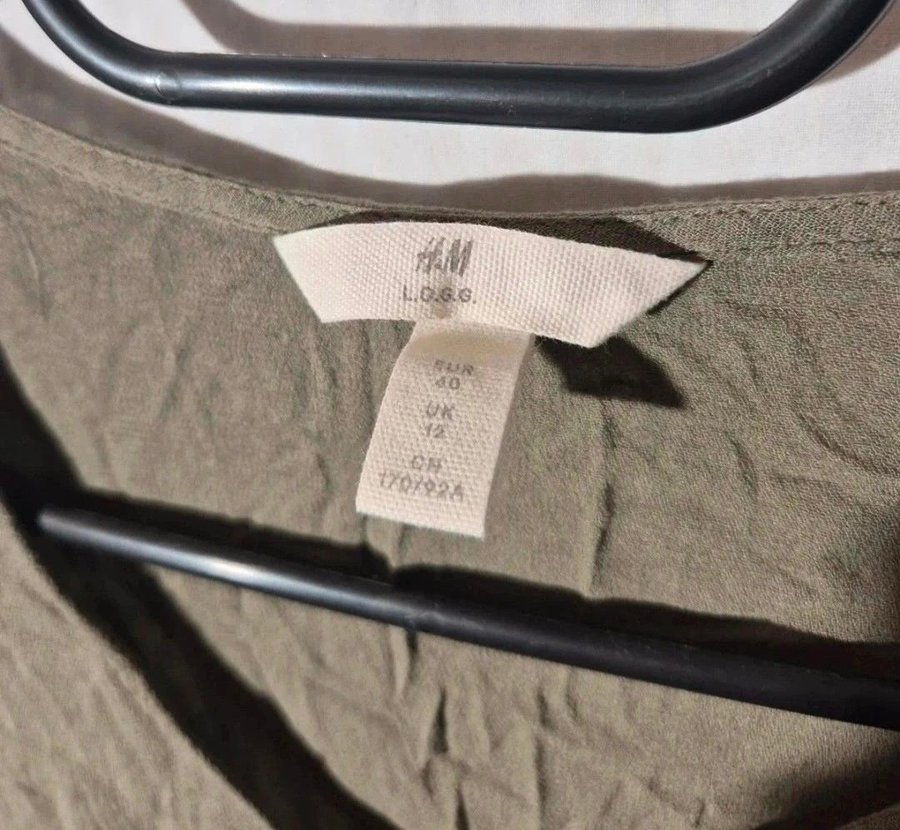 H&M
L.O.G.G.
EUR
40
UK
12
CN
170/92A